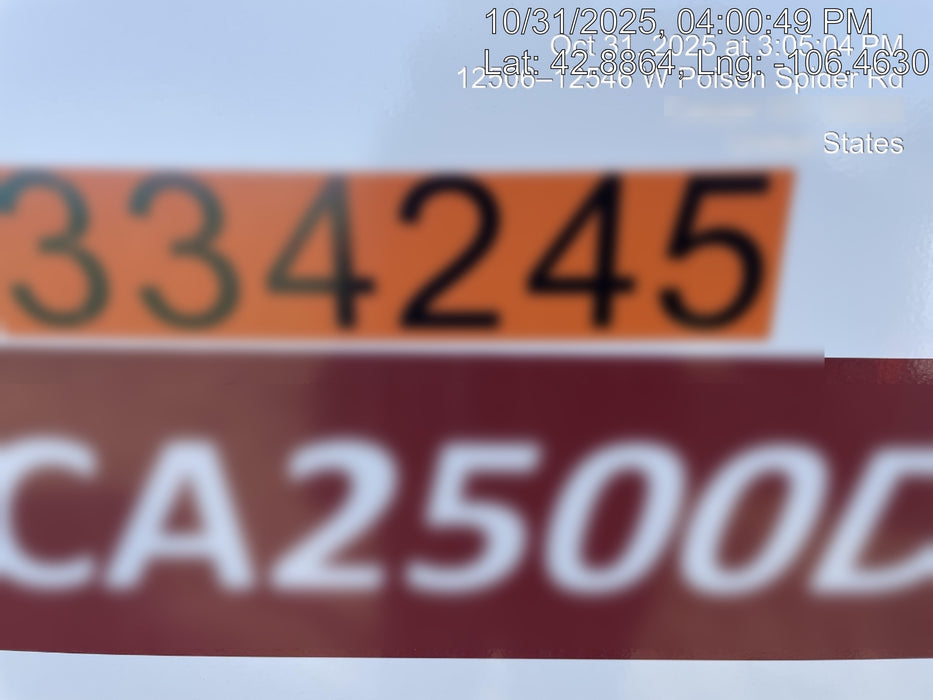 10/31/2025, 04:00:49 PM
Oct 31, 2025 at 3:05:04 PM
Lat: 42.8864, Lng: -106.4630
12506–12546 W Poison Spider Rd
States
334245
CA2500D